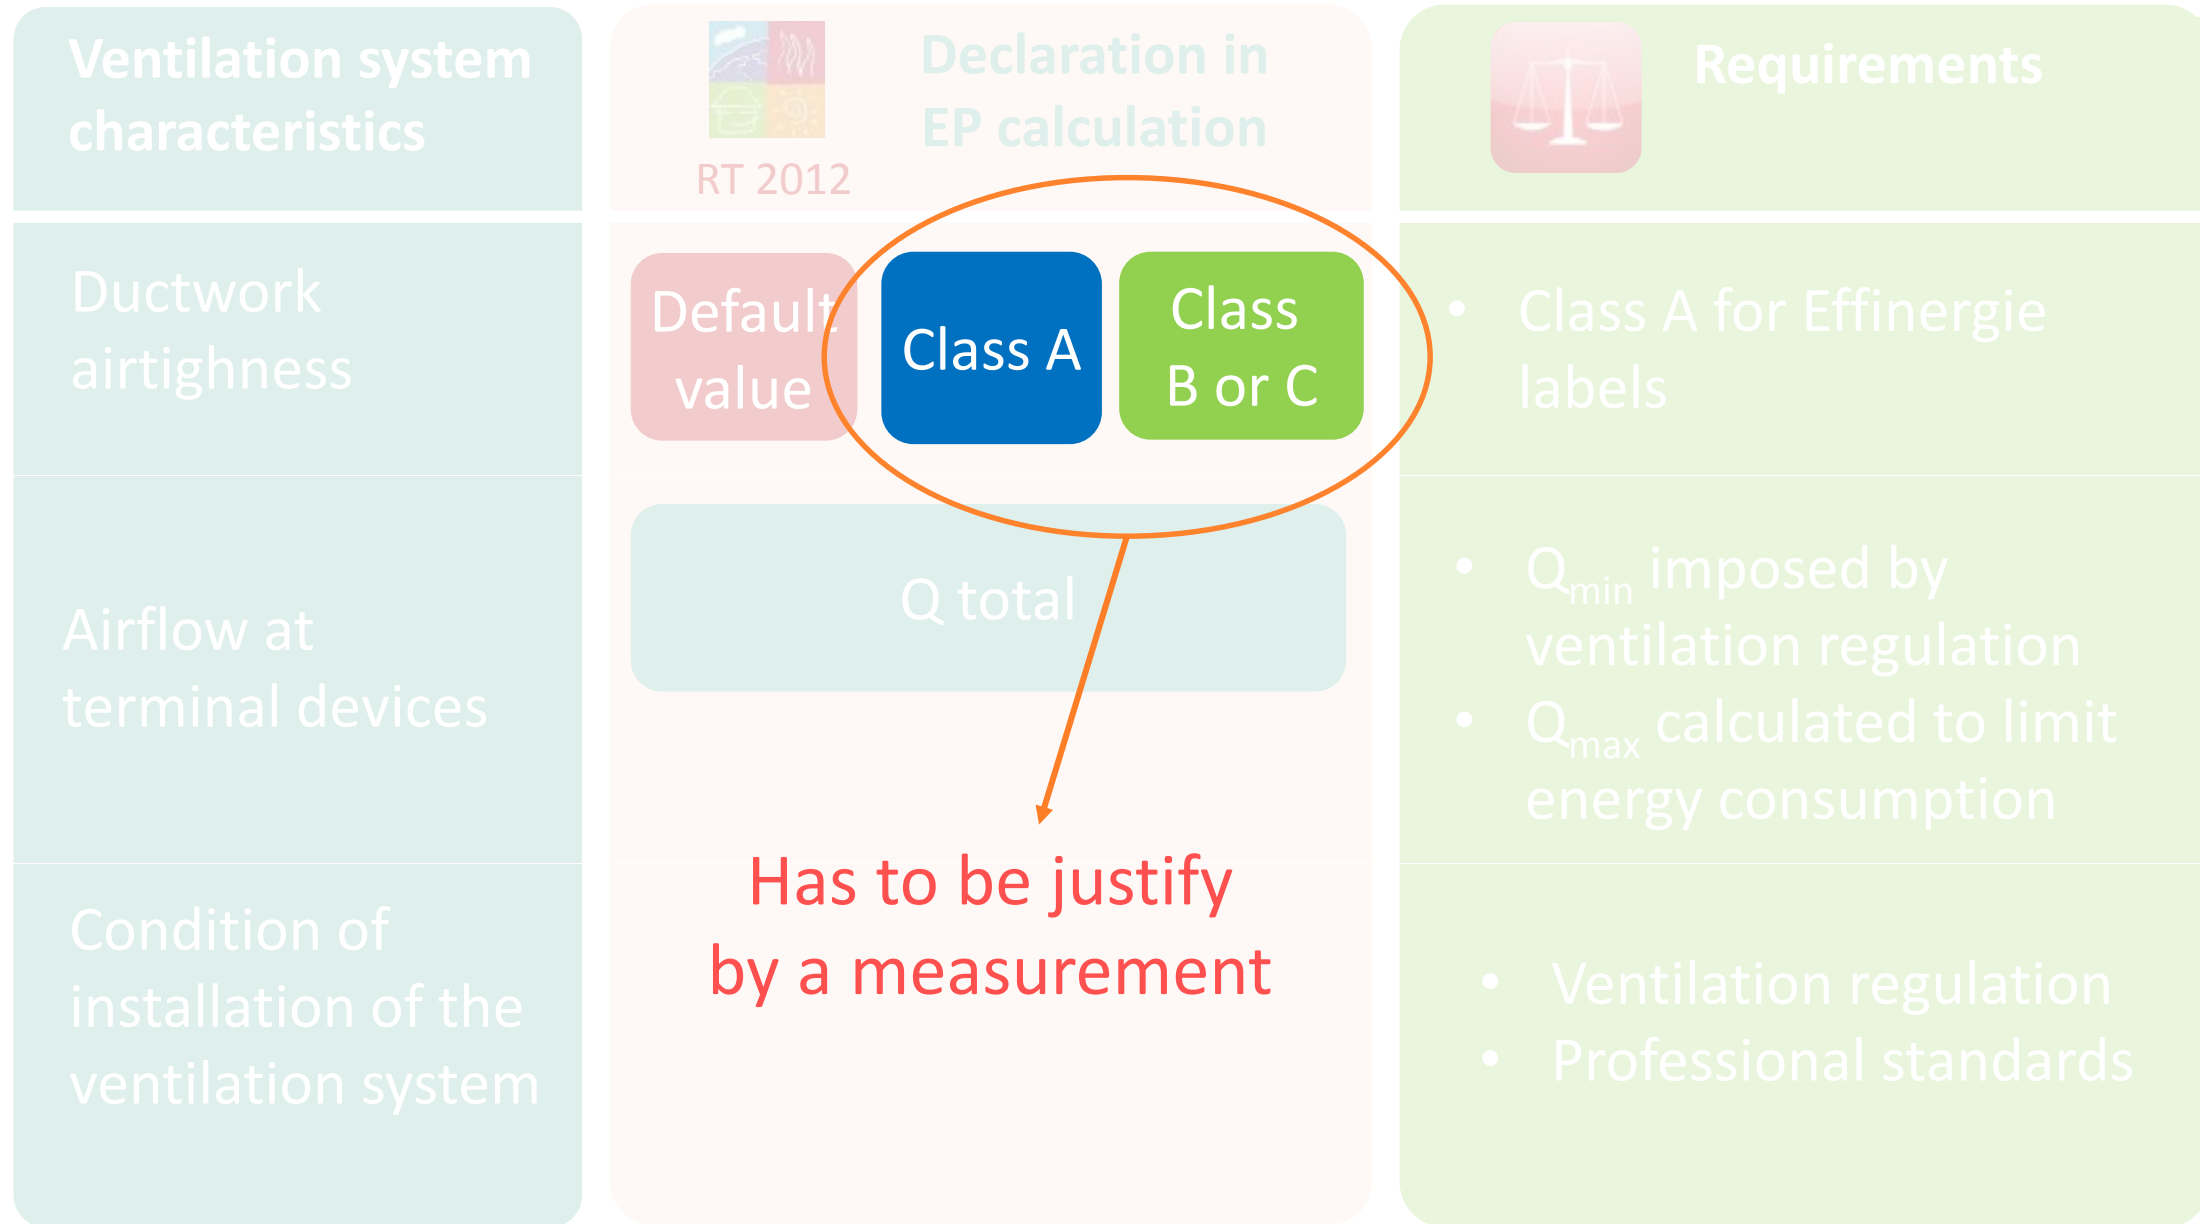 Ventilation system
characteristics
RT 2012
Declaration in
EP calculation
Requirements
Ductwork
airtighness
Default
value
Class A
Class
B or C
• Class A for Effinergie
labels
Airflow at
terminal devices
Q total
• Qmin imposed by
ventilation regulation
• Qmax calculated to limit
energy consumption
Condition of
installation of the
ventilation system
Has to be justify
by a measurement
• Ventilation regulation
• Professional standards